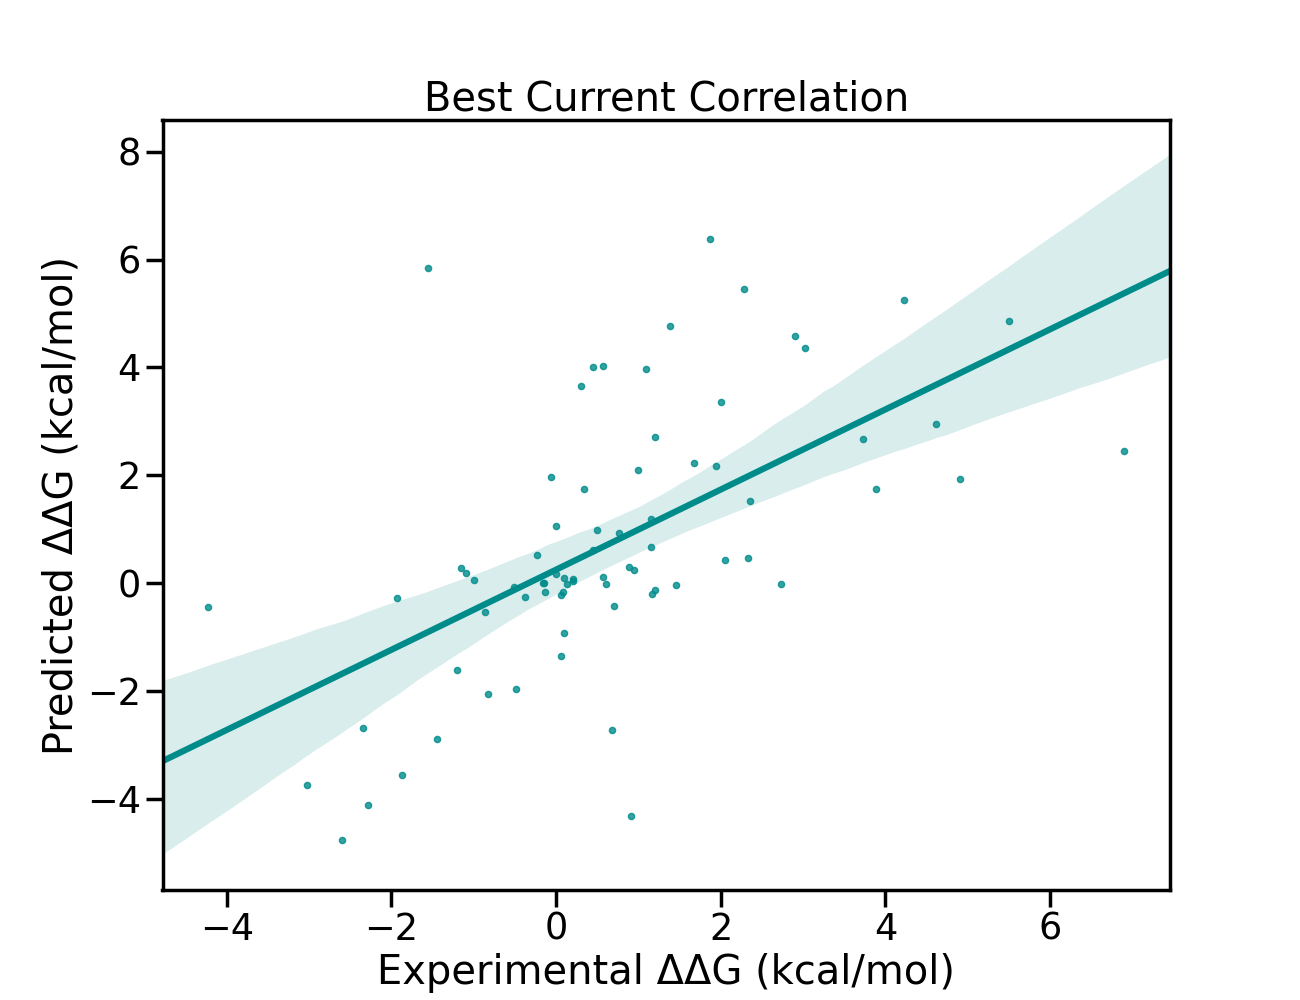 Best Current Correlation
8
6
4
2
0
−2
−4
Predicted ΔΔG (kcal/mol)
−4 −2 0 2 4 6
Experimental ΔΔG (kcal/mol)